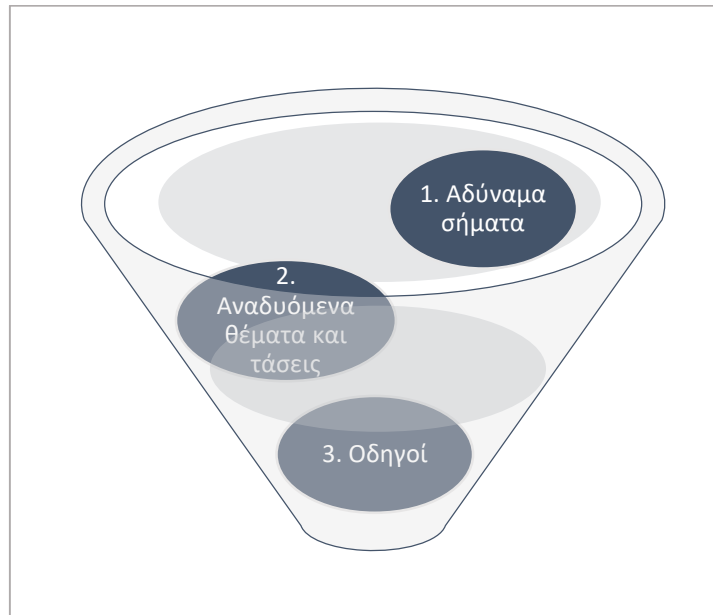 1. Αδύναμα
σήματα
2.
Αναδυόμενα
θέματα και
τάσεις
3. Οδηγοί